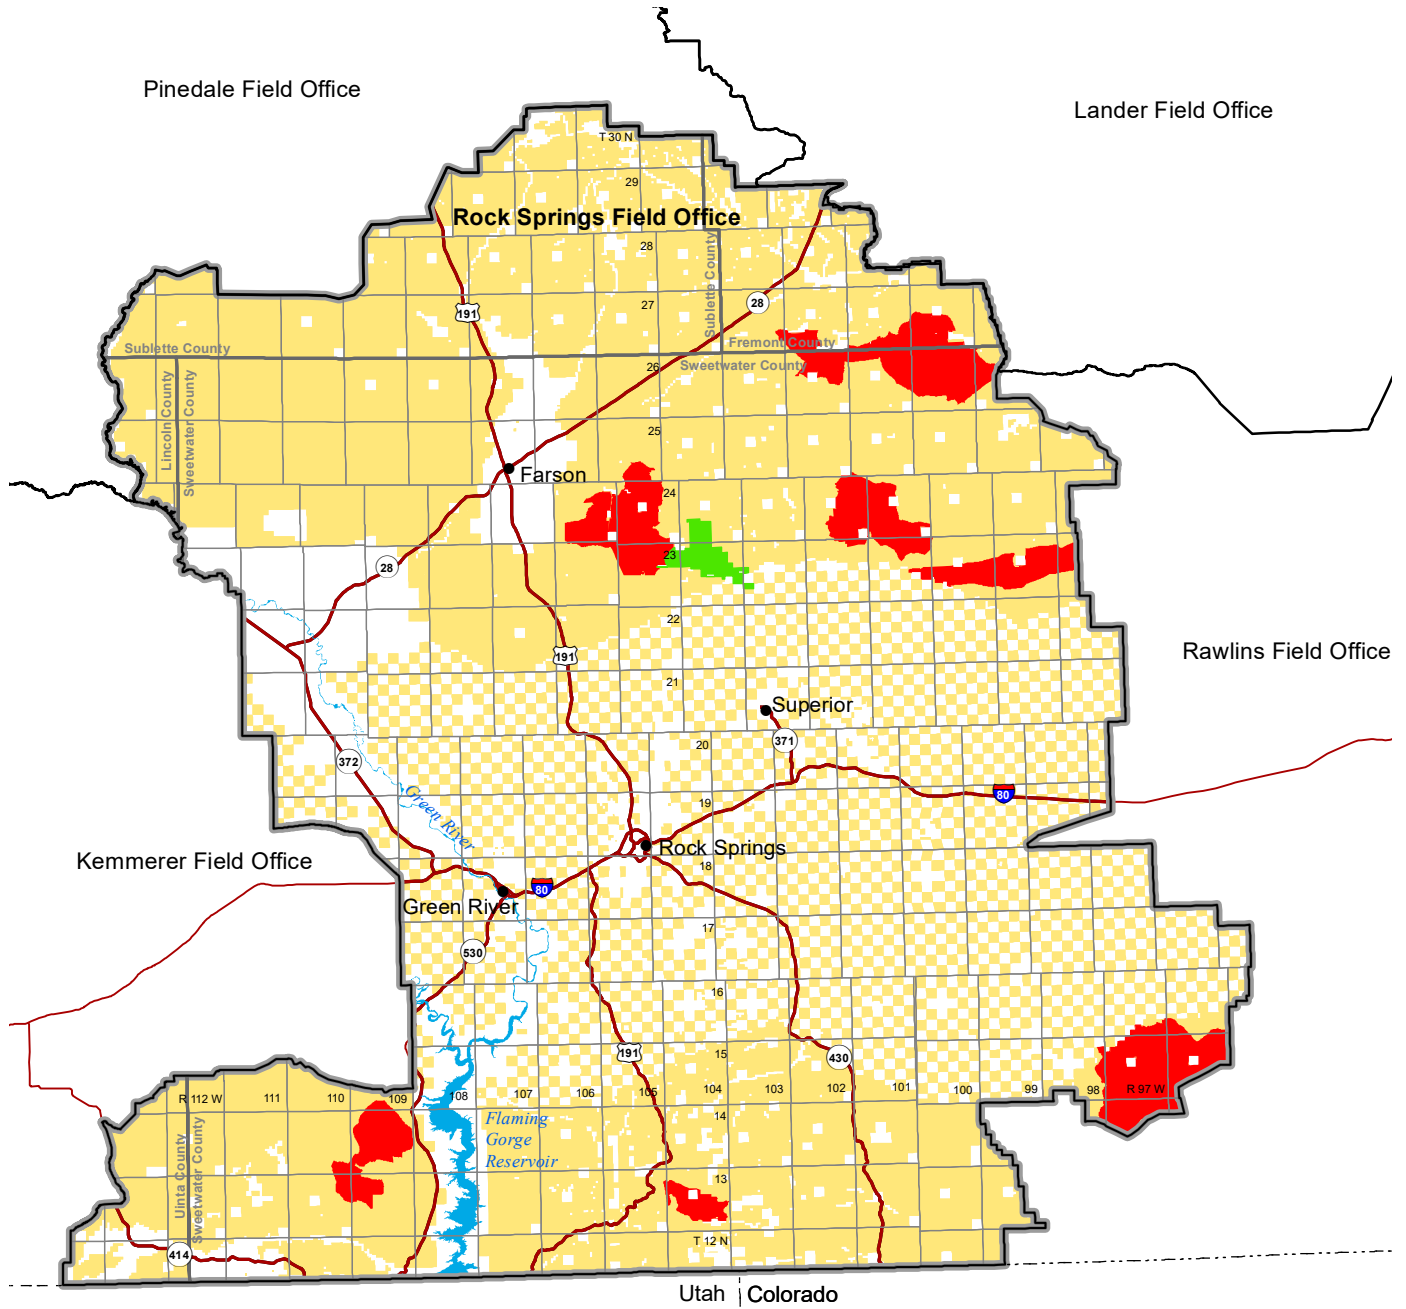 Pinedale Field Office
Lander Field Office
T 30 N
29
Rock Springs Field Office
28
Sublette County
27
28
191
Sublette County
Fremont County
26
Sweetwater County
Lincoln County
Sweetwater County
25
Farson
24
23
28
22
191
Rawlins Field Office
21
Superior
20
371
372
80
19
Green River
Rock Springs
Kemmerer Field Office
18
80
Green River
17
530
16
191
15
430
R 112 W
111
110
109
108
107
106
105
104
103
102
101
100
99
98
R 97 W
14
Flaming
Gorge
Reservoir
Uinta County
Sweetwater County
13
T 12 N
414
Utah
Colorado